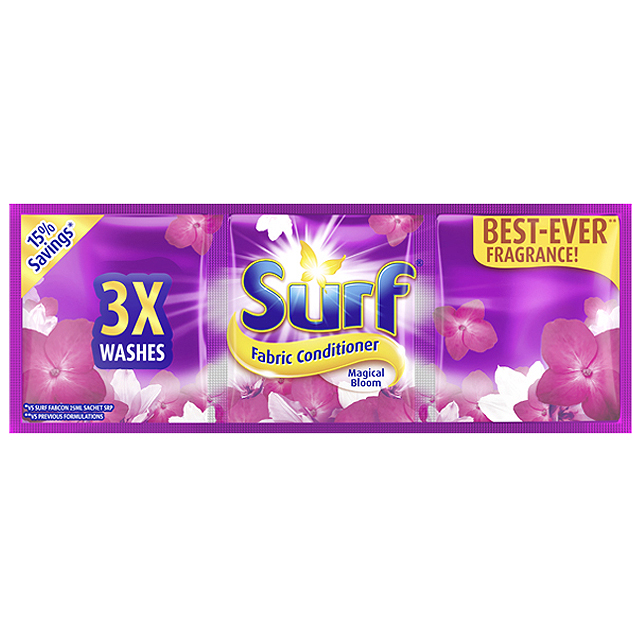 15%
Savings*
3X
WASHES
*VS SURF FABCON 25ML SACHET SRP
**VS PREVIOUS FORMULATIONS
Surf®
Fabric Conditioner
Magical
Bloom
BEST-EVER**
FRAGRANCE!